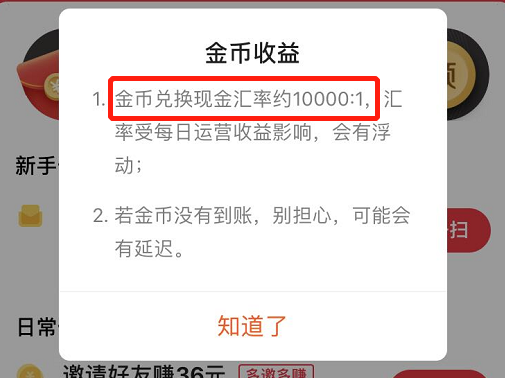 金币收益
1. 金币兑换现金汇率约10000:1，汇
率受每日运营收益影响，会有浮
动；
2. 若金币没有到账，别担心，可能会
有延迟。
知道了
新手
扫
日常
邀请好友赚36元 多邀多赚